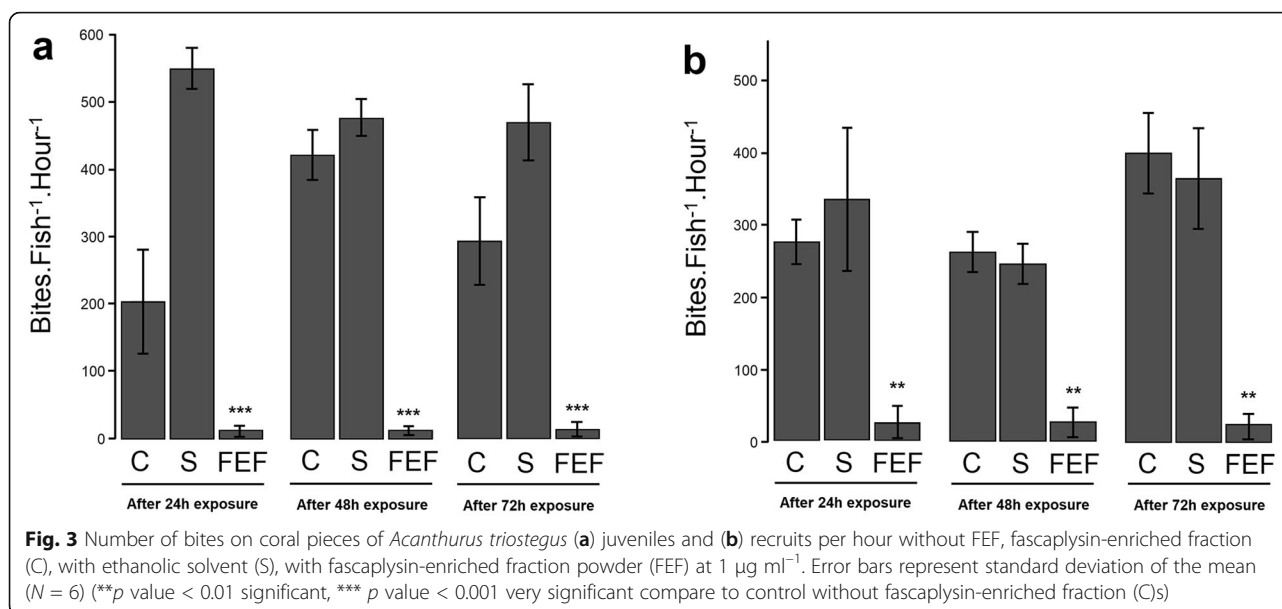 a
600
500
400
300
200
100
0
Bites.Fish-1.Hour-1
***
***
***
C S FEF C S FEF C S FEF
After 24h exposure After 48h exposure After 72h exposure
b
500
400
300
200
100
0
Bites.Fish-1.Hour-1
**
**
**
C S FEF C S FEF C S FEF
After 24h exposure After 48h exposure After 72h exposure
Fig. 3 Number of bites on coral pieces of Acanthurus triostegus (a) juveniles and (b) recruits per hour without FEF, fascaplysin-enriched fraction
(C), with ethanolic solvent (S), with fascaplysin-enriched fraction powder (FEF) at 1 μg ml−1. Error bars represent standard deviation of the mean
(N = 6) (**p value < 0.01 significant, *** p value < 0.001 very significant compare to control without fascaplysin-enriched fraction (C)s)